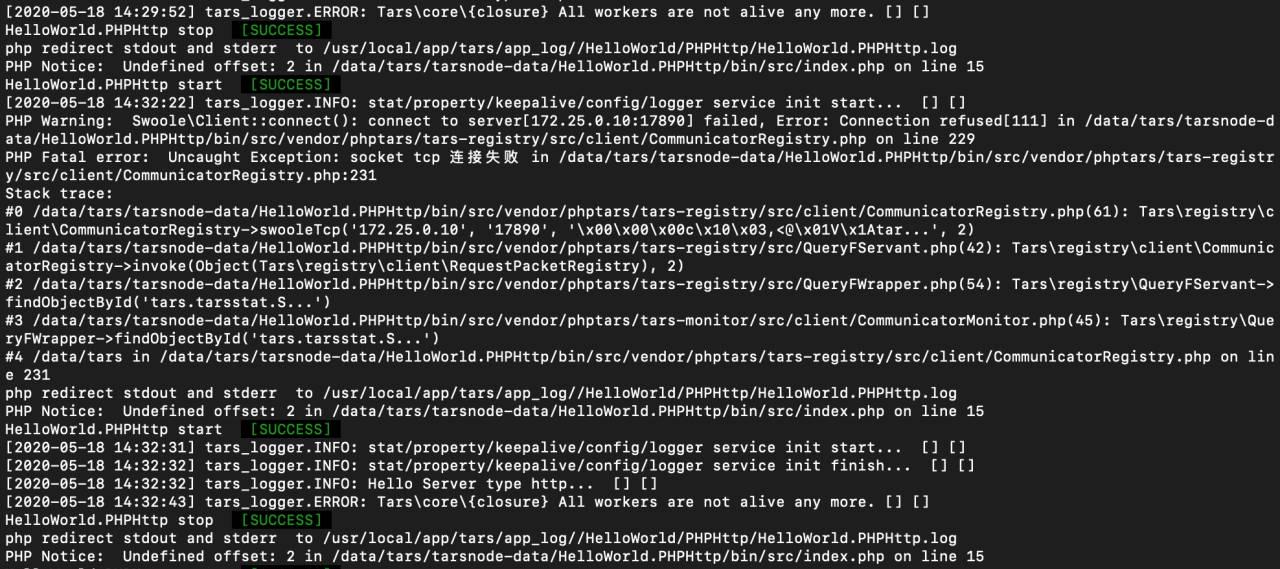 [2020-05-18 14:29:52] tars_logger.ERROR: Tars\core\{closure} All workers are not alive any more. [] []
HelloWorld.PHPHttp stop  [SUCCESS]
php redirect stdout and stderr  to /usr/local/app/tars/app_log//HelloWorld/PHPHttp/HelloWorld.PHPHttp.log
PHP Notice:  Undefined offset: 2 in /data/tars/tarsnode-data/HelloWorld.PHPHttp/bin/src/index.php on line 15
HelloWorld.PHPHttp start  [SUCCESS]
[2020-05-18 14:32:22] tars_logger.INFO: stat/property/keepalive/config/logger service init start...  [] []
PHP Warning:  Swoole\Client::connect(): connect to server[172.25.0.10:17890] failed, Error: Connection refused[111] in /data/tars/tarsnode-d
ata/HelloWorld.PHPHttp/bin/src/vendor/phptars/tars-registry/src/client/CommunicatorRegistry.php on line 229
PHP Fatal error:  Uncaught Exception: socket tcp 连接失败 in /data/tars/tarsnode-data/HelloWorld.PHPHttp/bin/src/vendor/phptars/tars-registr
y/src/client/CommunicatorRegistry.php:231
Stack trace:
#0 /data/tars/tarsnode-data/HelloWorld.PHPHttp/bin/src/vendor/phptars/tars-registry/src/client/CommunicatorRegistry.php(61): Tars\registry\c
lient\CommunicatorRegistry->swooleTcp('172.25.0.10', '17890', '\x00\x00\x00c\x10\x03,<@\x01V\x1Atar...', 2)
#1 /data/tars/tarsnode-data/HelloWorld.PHPHttp/bin/src/vendor/phptars/tars-registry/src/QueryFServant.php(42): Tars\registry\client\Communic
atorRegistry->invoke(Object(Tars\registry\client\RequestPacketRegistry), 2)
#2 /data/tars/tarsnode-data/HelloWorld.PHPHttp/bin/src/vendor/phptars/tars-registry/src/QueryFWrapper.php(54): Tars\registry\QueryFServant->
findObjectById('tars.tarsstat.S...')
#3 /data/tars/tarsnode-data/HelloWorld.PHPHttp/bin/src/vendor/phptars/tars-monitor/src/client/CommunicatorMonitor.php(45): Tars\registry\Que
ryFWrapper->findObjectById('tars.tarsstat.S...')
#4 /data/tars in /data/tars/tarsnode-data/HelloWorld.PHPHttp/bin/src/vendor/phptars/tars-registry/src/client/CommunicatorRegistry.php on lin
e 231
php redirect stdout and stderr  to /usr/local/app/tars/app_log//HelloWorld/PHPHttp/HelloWorld.PHPHttp.log
PHP Notice:  Undefined offset: 2 in /data/tars/tarsnode-data/HelloWorld.PHPHttp/bin/src/index.php on line 15
HelloWorld.PHPHttp start  [SUCCESS]
[2020-05-18 14:32:31] tars_logger.INFO: stat/property/keepalive/config/logger service init start...  [] []
[2020-05-18 14:32:32] tars_logger.INFO: stat/property/keepalive/config/logger service init finish...  [] []
[2020-05-18 14:32:32] tars_logger.INFO: Hello Server type http...  [] []
[2020-05-18 14:32:43] tars_logger.ERROR: Tars\core\{closure} All workers are not alive any more. [] []
HelloWorld.PHPHttp stop  [SUCCESS]
php redirect stdout and stderr  to /usr/local/app/tars/app_log//HelloWorld/PHPHttp/HelloWorld.PHPHttp.log
PHP Notice:  Undefined offset: 2 in /data/tars/tarsnode-data/HelloWorld.PHPHttp/bin/src/index.php on line 15